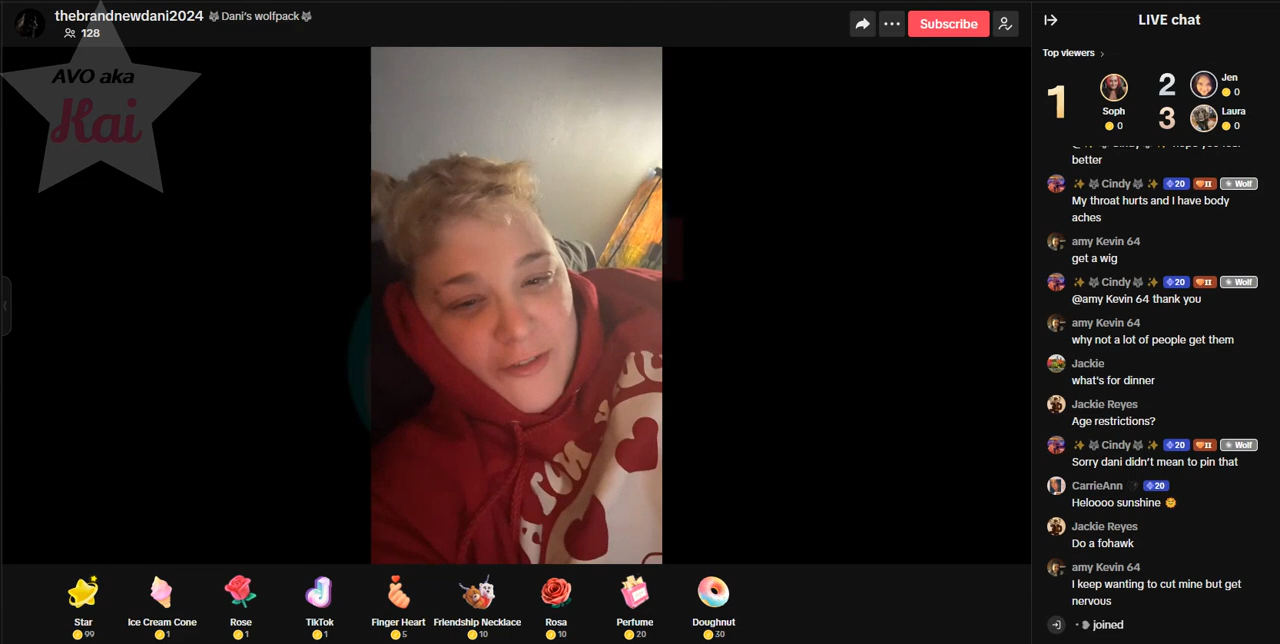 thebrandnewdani2024 🐺Dani's wolfpack🐺
128
Subscribe
AVO aka
Kai
LIVE chat
Top viewers
1
Soph
0
2
Jen
0
3
Laura
0
better
✨🐺Cindy🐺✨ 20 II Wolf
My throat hurts and I have body
aches
amy Kevin 64
get a wig
✨🐺Cindy🐺✨ 20 II Wolf
@amy Kevin 64 thank you
amy Kevin 64
why not a lot of people get them
Jackie
what's for dinner
Jackie Reyes
Age restrictions?
✨🐺Cindy🐺✨ 20 II Wolf
Sorry dani didn't mean to pin that
CarrieAnn 20
Heloooo sunshine 🌞
Jackie Reyes
Do a fohawk
amy Kevin 64
I keep wanting to cut mine but get
nervous
joined
Star
99
Ice Cream Cone
1
Rose
1
TikTok
1
Finger Heart
5
Friendship Necklace
10
Rosa
10
Perfume
20
Doughnut
30